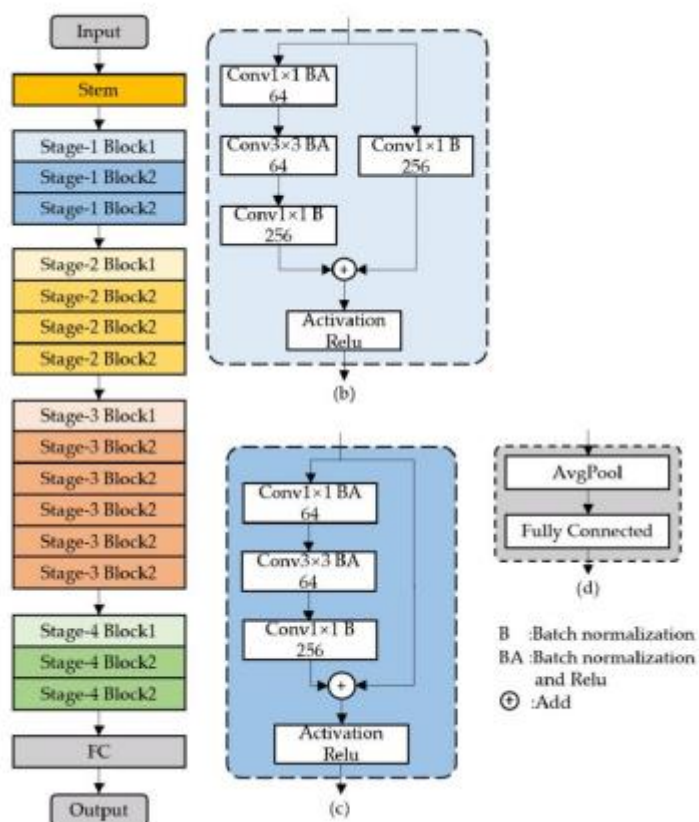 Input
Stem
Stage-1 Block1
Stage-1 Block2
Stage-1 Block2
Stage-2 Block1
Stage-2 Block2
Stage-2 Block2
Stage-2 Block2
Stage-3 Block1
Stage-3 Block2
Stage-3 Block2
Stage-3 Block2
Stage-3 Block2
Stage-3 Block2
Stage-4 Block1
Stage-4 Block2
Stage-4 Block2
FC
Output
Conv1×1 BA
64
Conv3×3 BA
64
Conv1×1 B
256
Conv1×1 B
256
+
Activation
Relu
(b)
Conv1×1 BA
64
Conv3×3 BA
64
Conv1×1 B
256
+
Activation
Relu
(c)
AvgPool
Fully Connected
(d)
B :Batch normalization
BA :Batch normalization
and Relu
⊕ :Add